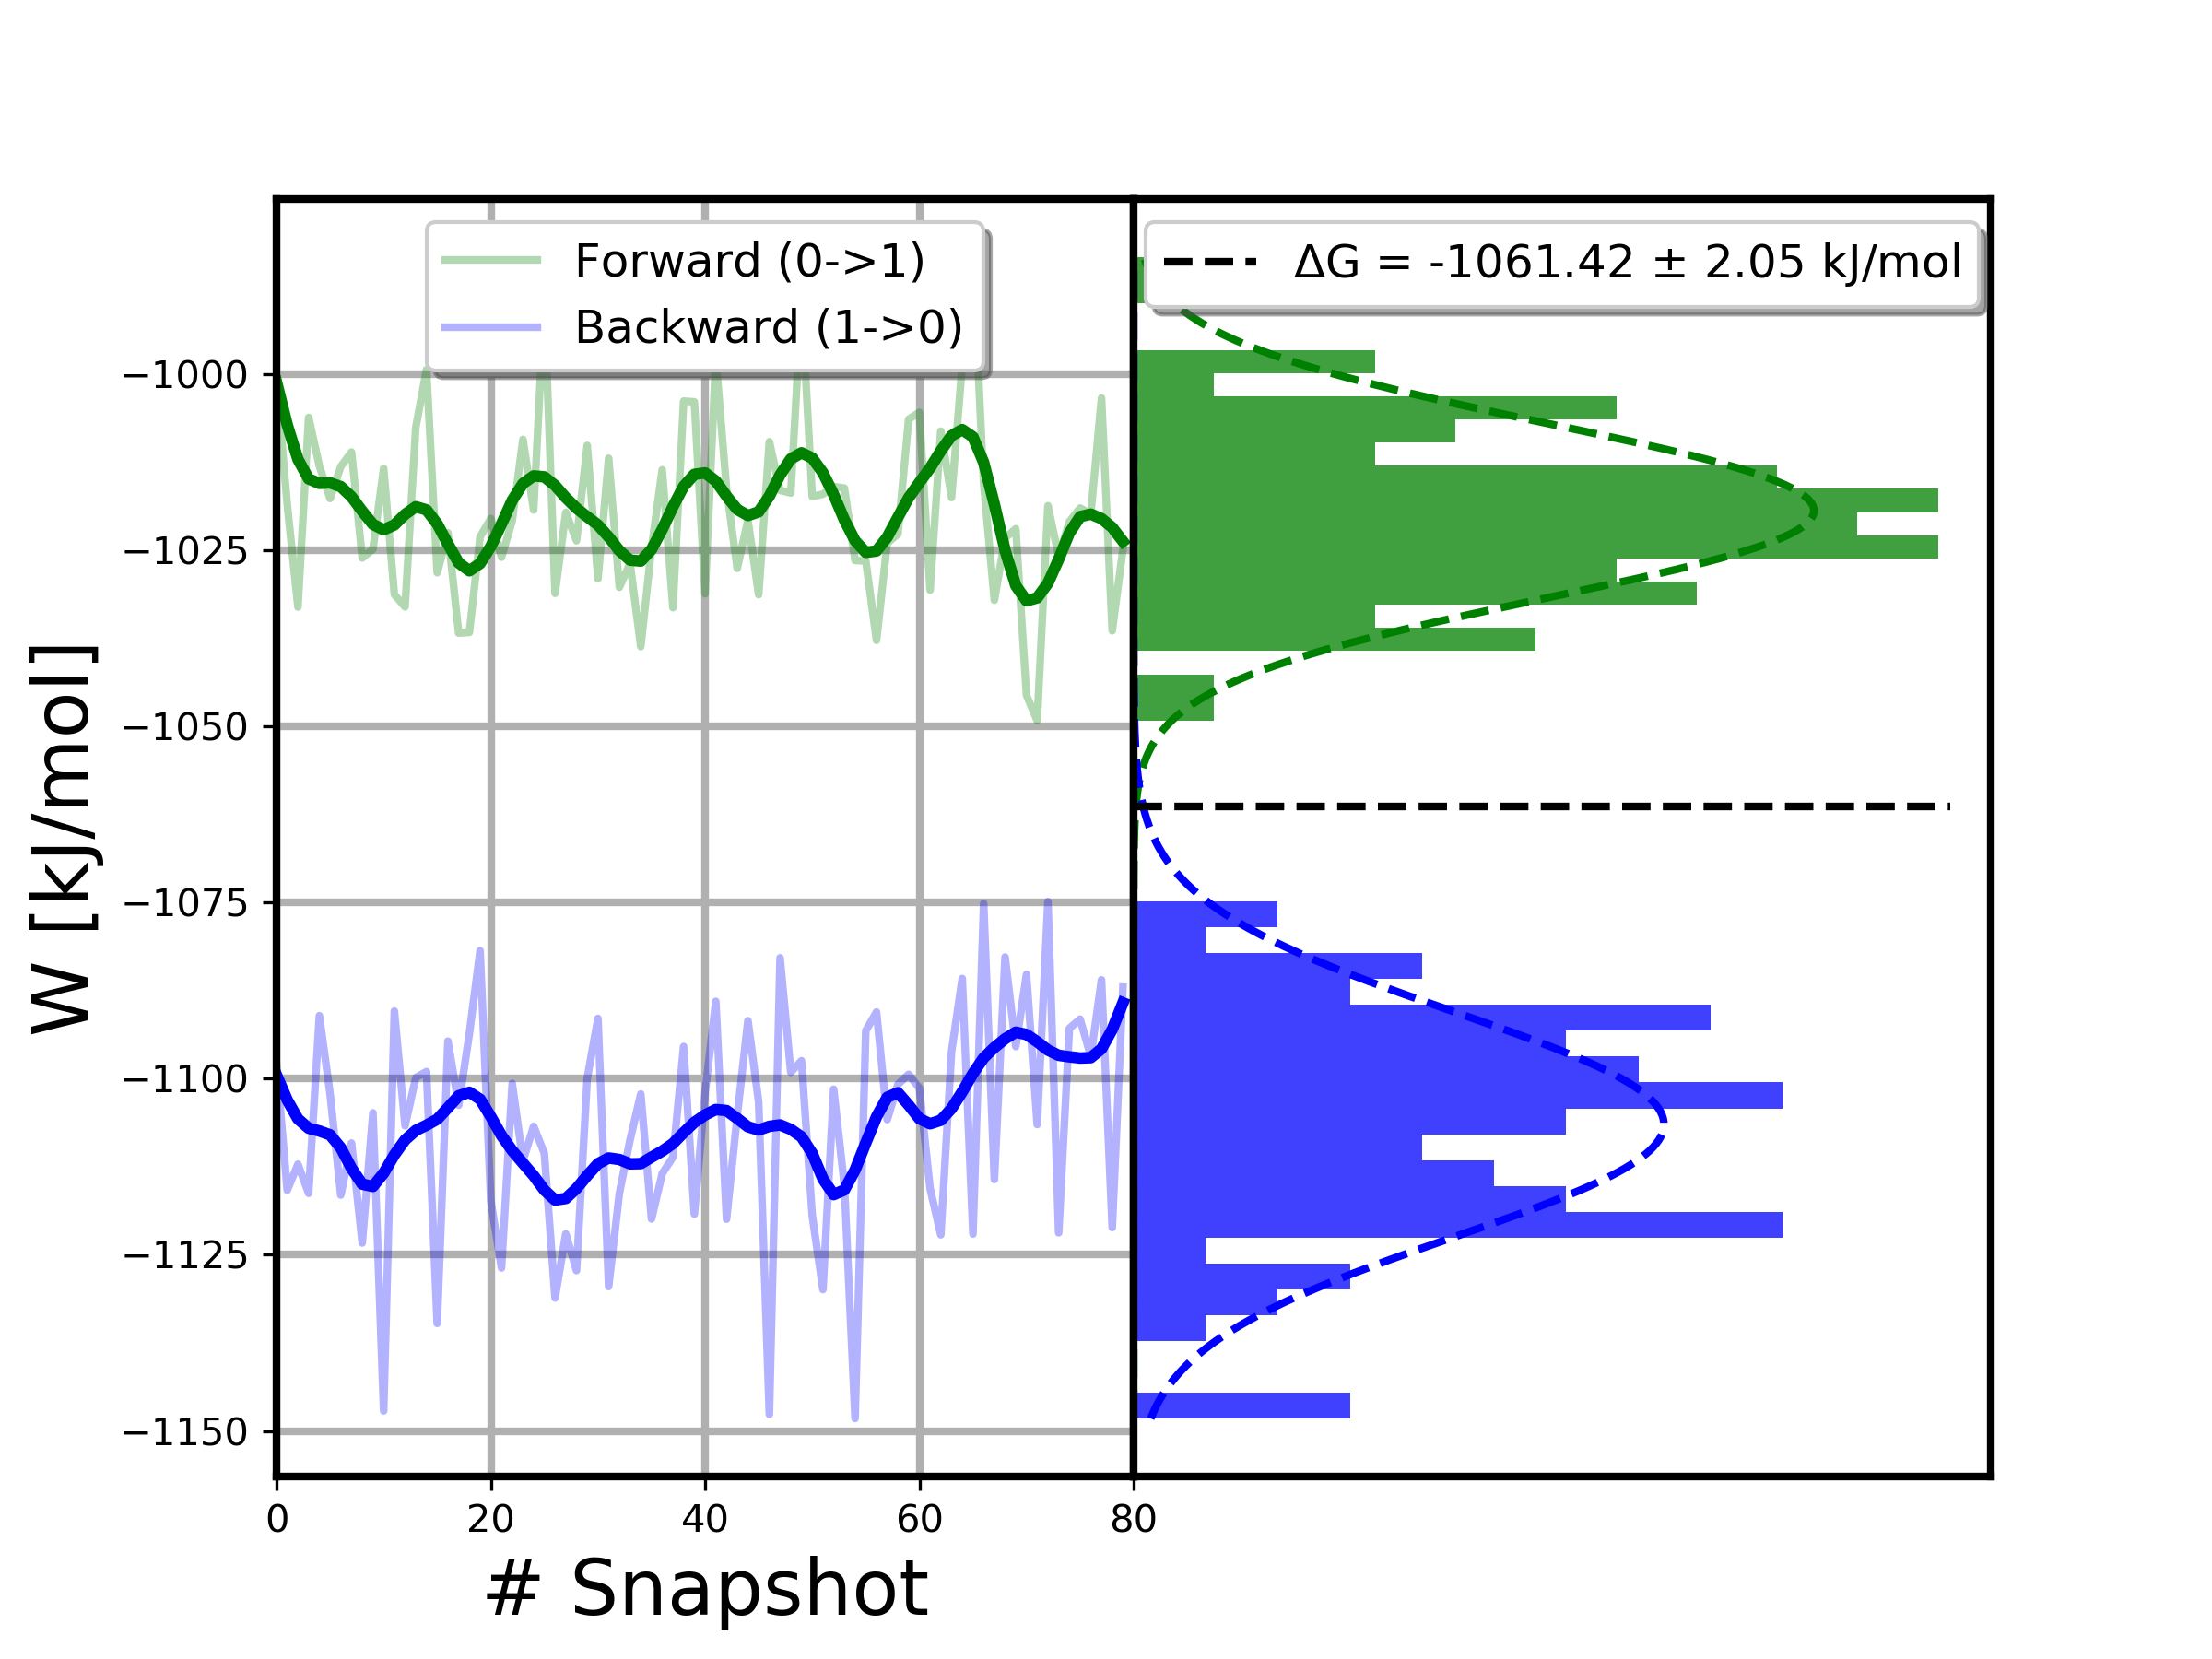 Forward (0->1)
Backward (1->0)
ΔG = -1061.42 ± 2.05 kJ/mol
W [kJ/mol]
−1000
−1025
−1050
−1075
−1100
−1125
−1150
0 20 40 60 80
# Snapshot